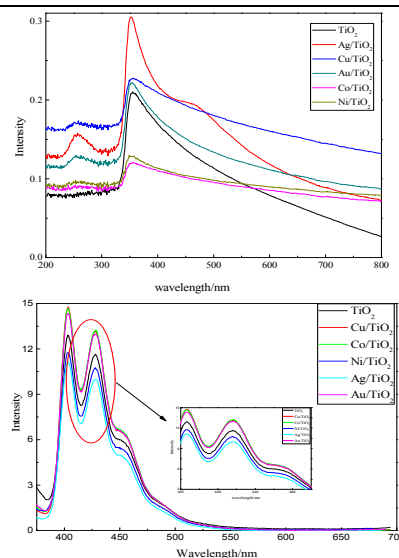 0.3
0.2
0.1
0.0
Intensity
TiO2
Ag/TiO2
Cu/TiO2
Au/TiO2
Co/TiO2
Ni/TiO2
200 300 400 500 600 700 800
wavelength/nm
15
12
9
6
3
0
Intensity
TiO2
Cu/TiO2
Co/TiO2
Ni/TiO2
Ag/TiO2
Au/TiO2
400 450 500 550 600 650 700
Wavelength/nm